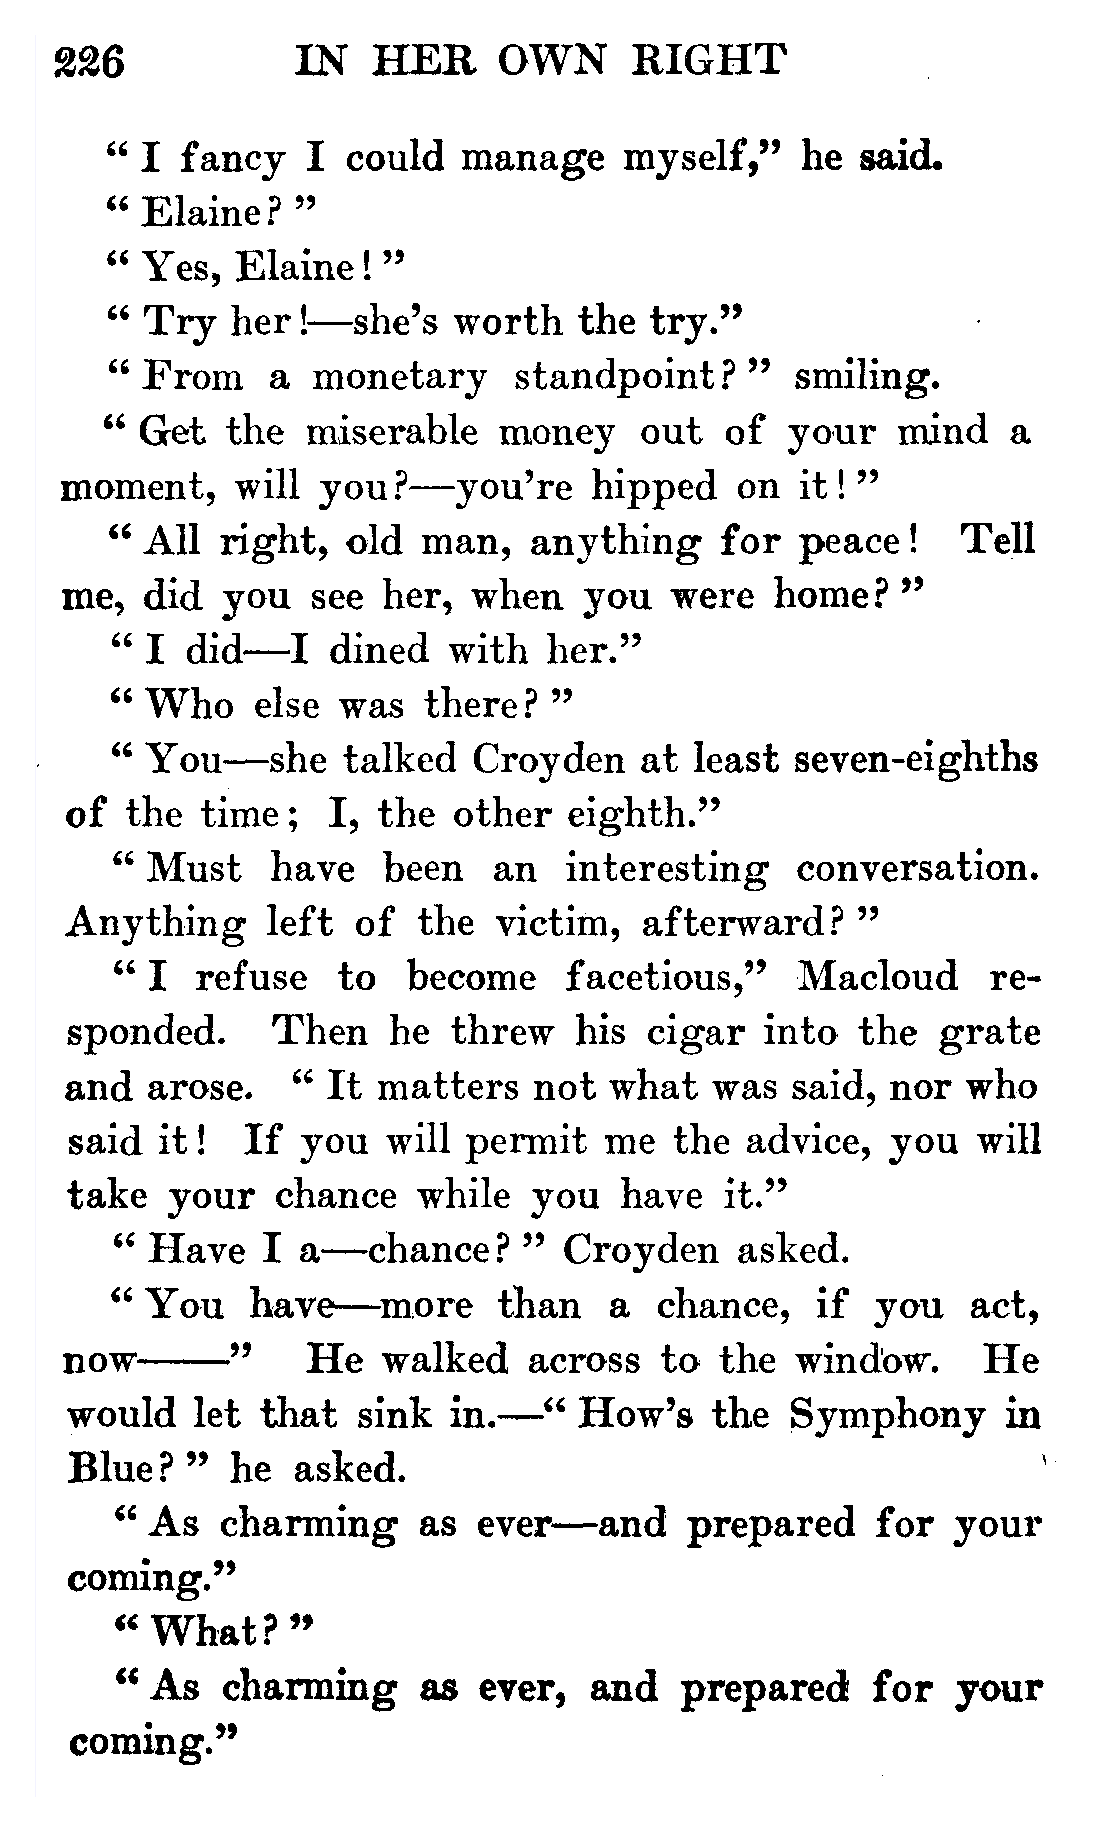 226 IN HER OWN RIGHT
“ I fancy I could manage myself,” he said.
“ Elaine? ”
“ Yes, Elaine! ”
“ Try her!—she’s worth the try.”
“ From a monetary standpoint? ” smiling.
“ Get the miserable money out of your mind a
moment, will you?—you’re hipped on it! ”
“ All right, old man, anything for peace! Tell
me, did you see her, when you were home? ”
“ I did—I dined with her.”
“ Who else was there? ”
“ You—she talked Croyden at least seven-eighths
of the time; I, the other eighth.”
“ Must have been an interesting conversation.
Anything left of the victim, afterward? ”
“ I refuse to become facetious,” Macloud re-
sponded. Then he threw his cigar into the grate
and arose. “ It matters not what was said, nor who
said it! If you will permit me the advice, you will
take your chance while you have it.”
“ Have I a—chance? ” Croyden asked.
“ You have—more than a chance, if you act,
now——” He walked across to the window. He
would let that sink in.—“ How’s the Symphony in
Blue? ” he asked.
“ As charming as ever—and prepared for your
coming.”
“ What? ”
“ As charming as ever, and prepared for your
coming.”